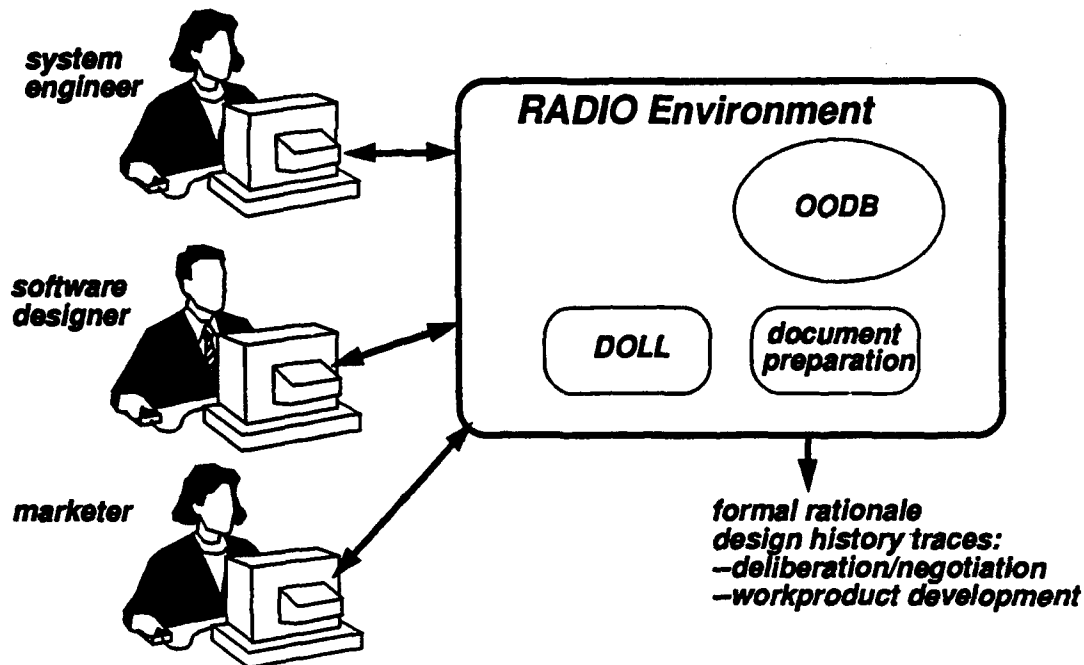 system
engineer
RADIO Environment
OODB
software
designer
DOLL
document
preparation
marketer
formal rationale
design history traces:
–deliberation/negotiation
–workproduct development